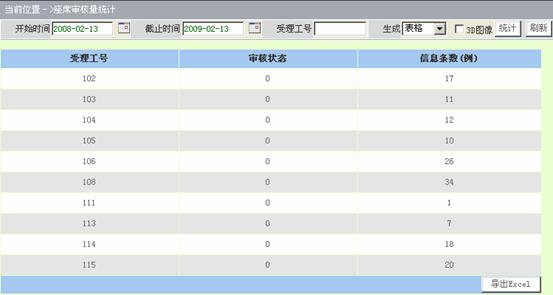 当前位置->座席审核量统计
开始时间 2008-02-13 截止时间 2009-02-13 受理工号 生成 表格 3D图像 统计 刷新
受理工号 审核状态 信息条数(例)
102 0 17
103 0 11
104 0 12
105 0 10
106 0 26
108 0 34
111 0 1
113 0 7
114 0 18
115 0 20
导出Excel